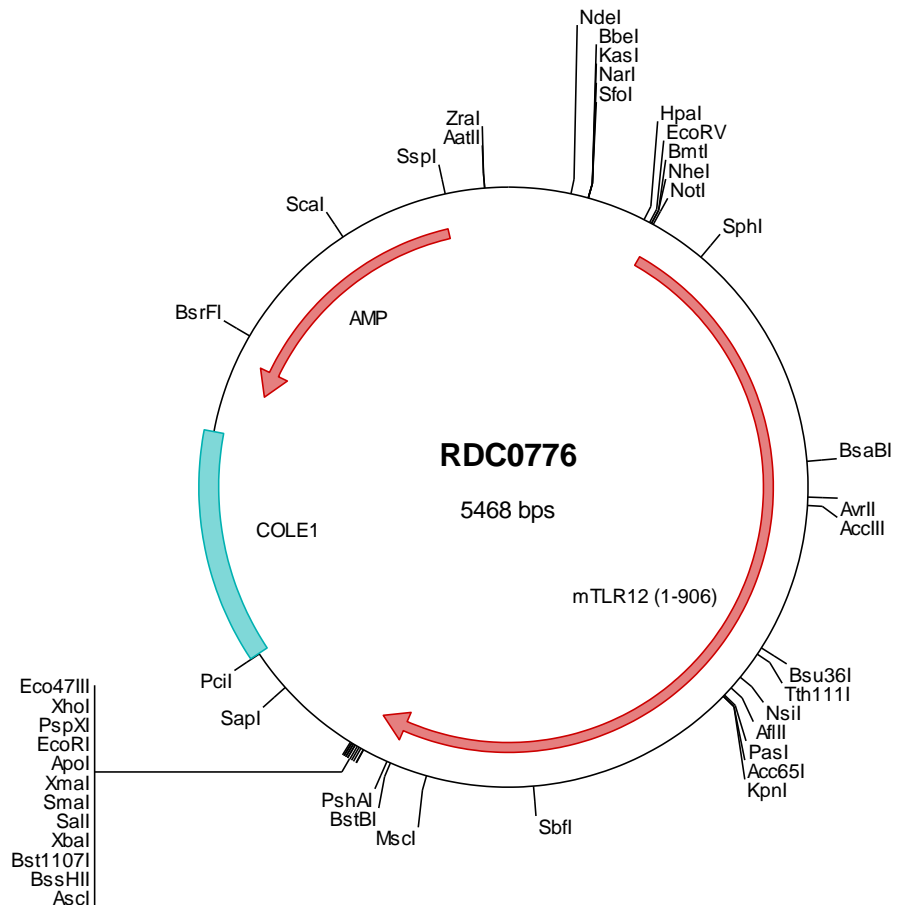 NdeI
BbeI
KasI
NarI
SfoI
HpaI
EcoRV
BmtI
NheI
NotI
SphI
ZraI
AatII
SspI
ScaI
BsrFI
AMP
BsaBI
AvrII
AccIII
RDC0776
5468 bps
COLE1
mTLR12 (1-906)
Bsu36I
Tth111I
NsiI
AflII
PasI
Acc65I
KpnI
PciI
SapI
Eco47III
XhoI
PspXI
EcoRI
ApoI
XmaI
SmaI
SalI
XbaI
Bst1107I
BssHII
AscI
PshAI
BstBI
MscI
SbfI